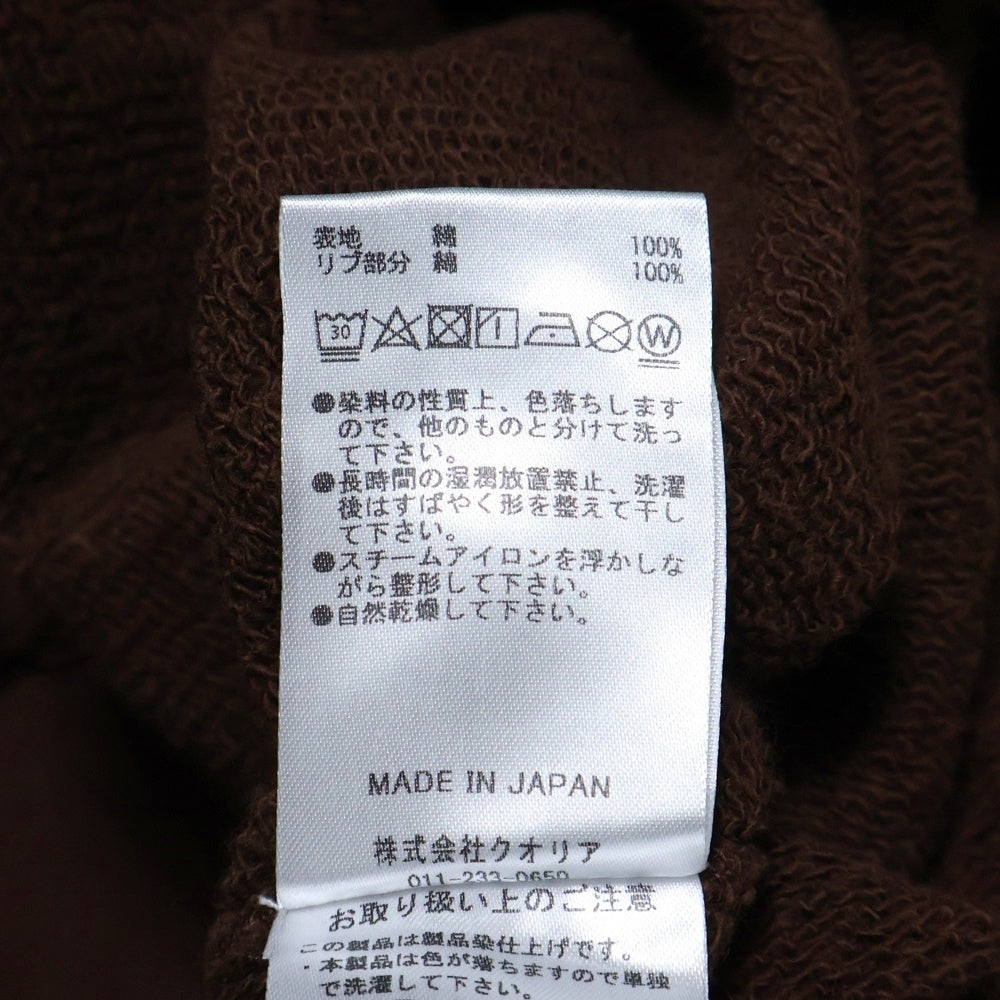 表地 綿 100%
リブ部分 綿 100%
30
W
●染料の性質上、色落ちします
ので、他のものと分けて洗っ
て下さい。
●長時間の湿潤放置禁止、洗濯
後はすばやく形を整えて干し
て下さい。
●スチームアイロンを浮かしな
がら整形して下さい。
●自然乾燥して下さい。
MADE IN JAPAN
株式会社クオリア
011-233-0650
お取り扱い上のご注意
この製品は製品染仕上げです。
・本製品は色が落ちますので単独
で洗濯して下さい。